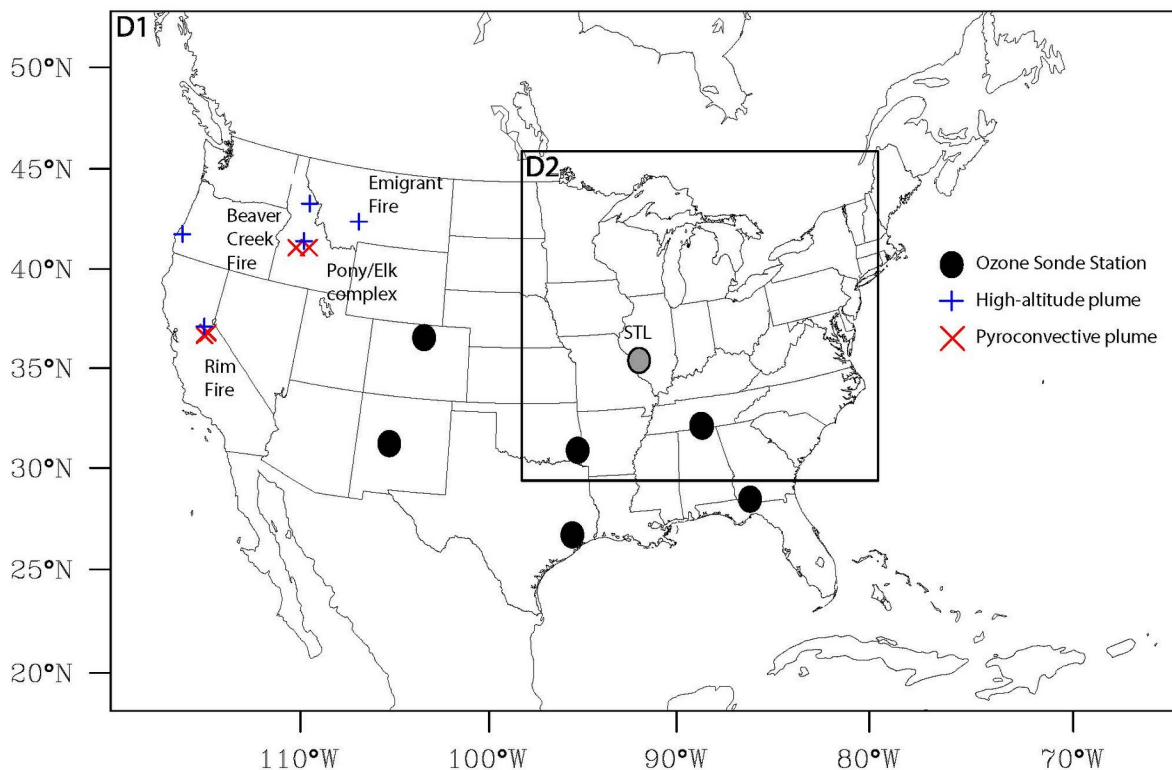 D1
50°N
45°N
40°N
35°N
30°N
25°N
20°N
D2
Emigrant
Fire
Beaver
Creek
Fire
Pony/Elk
complex
Rim
Fire
STL
Ozone Sonde Station
High-altitude plume
Pyroconvective plume
110°W
100°W
90°W
80°W
70°W